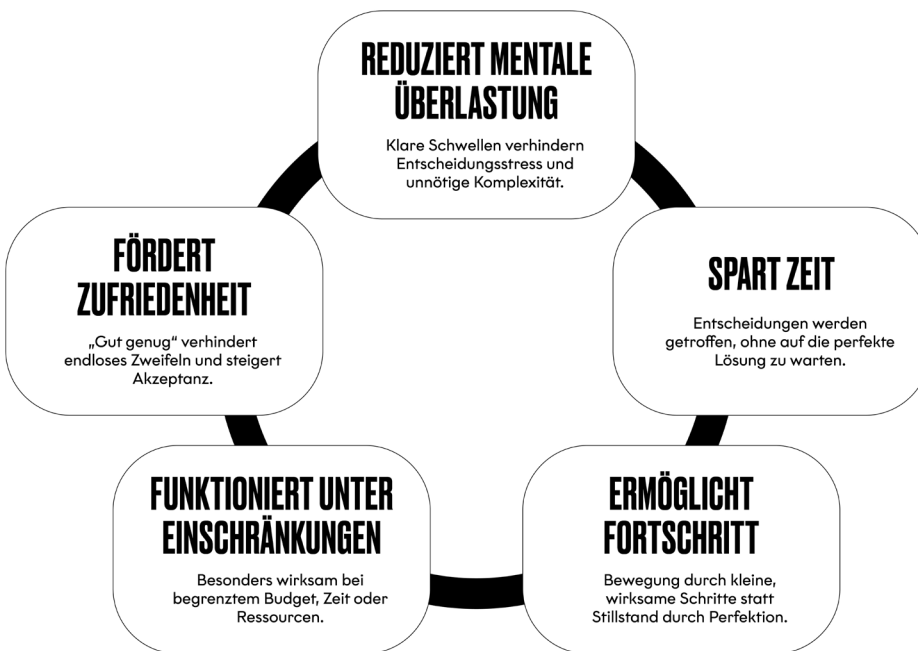 REDUZIERT MENTALE
ÜBERLASTUNG
Klare Schwellen verhindern
Entscheidungsstress und
unnötige Komplexität.
FÖRDERT
ZUFRIEDENHEIT
„Gut genug“ verhindert
endloses Zweifeln und steigert
Akzeptanz.
SPART ZEIT
Entscheidungen werden
getroffen, ohne auf die perfekte
Lösung zu warten.
FUNKTIONIERT UNTER
EINSCHRÄNKUNGEN
Besonders wirksam bei
begrenztem Budget, Zeit oder
Ressourcen.
ERMÖGLICHT
FORTSCHRITT
Bewegung durch kleine,
wirksame Schritte statt
Stillstand durch Perfektion.